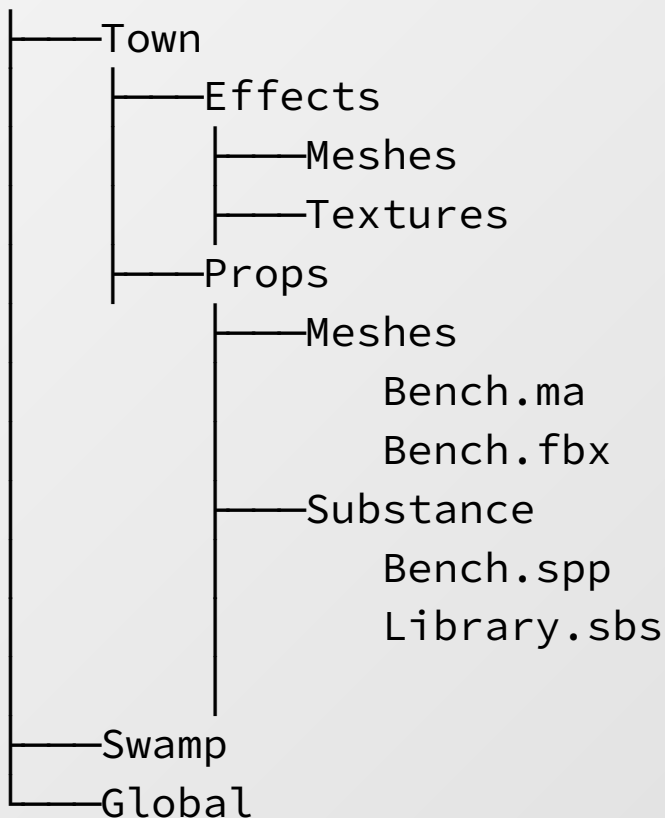 Town
Effects
Meshes
Textures
Props
Meshes
Bench.ma
Bench.fbx
Substance
Bench.spp
Library.sbs
Swamp
Global